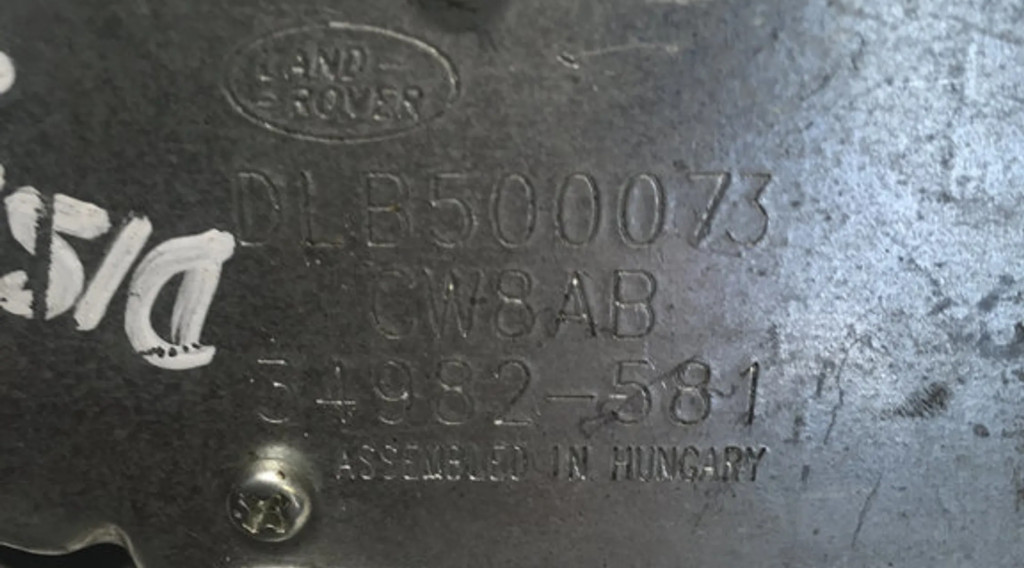 LAND-
-ROVER
DLB500073
CW8AB
54982-581
ASSEMBLED IN HUNGARY